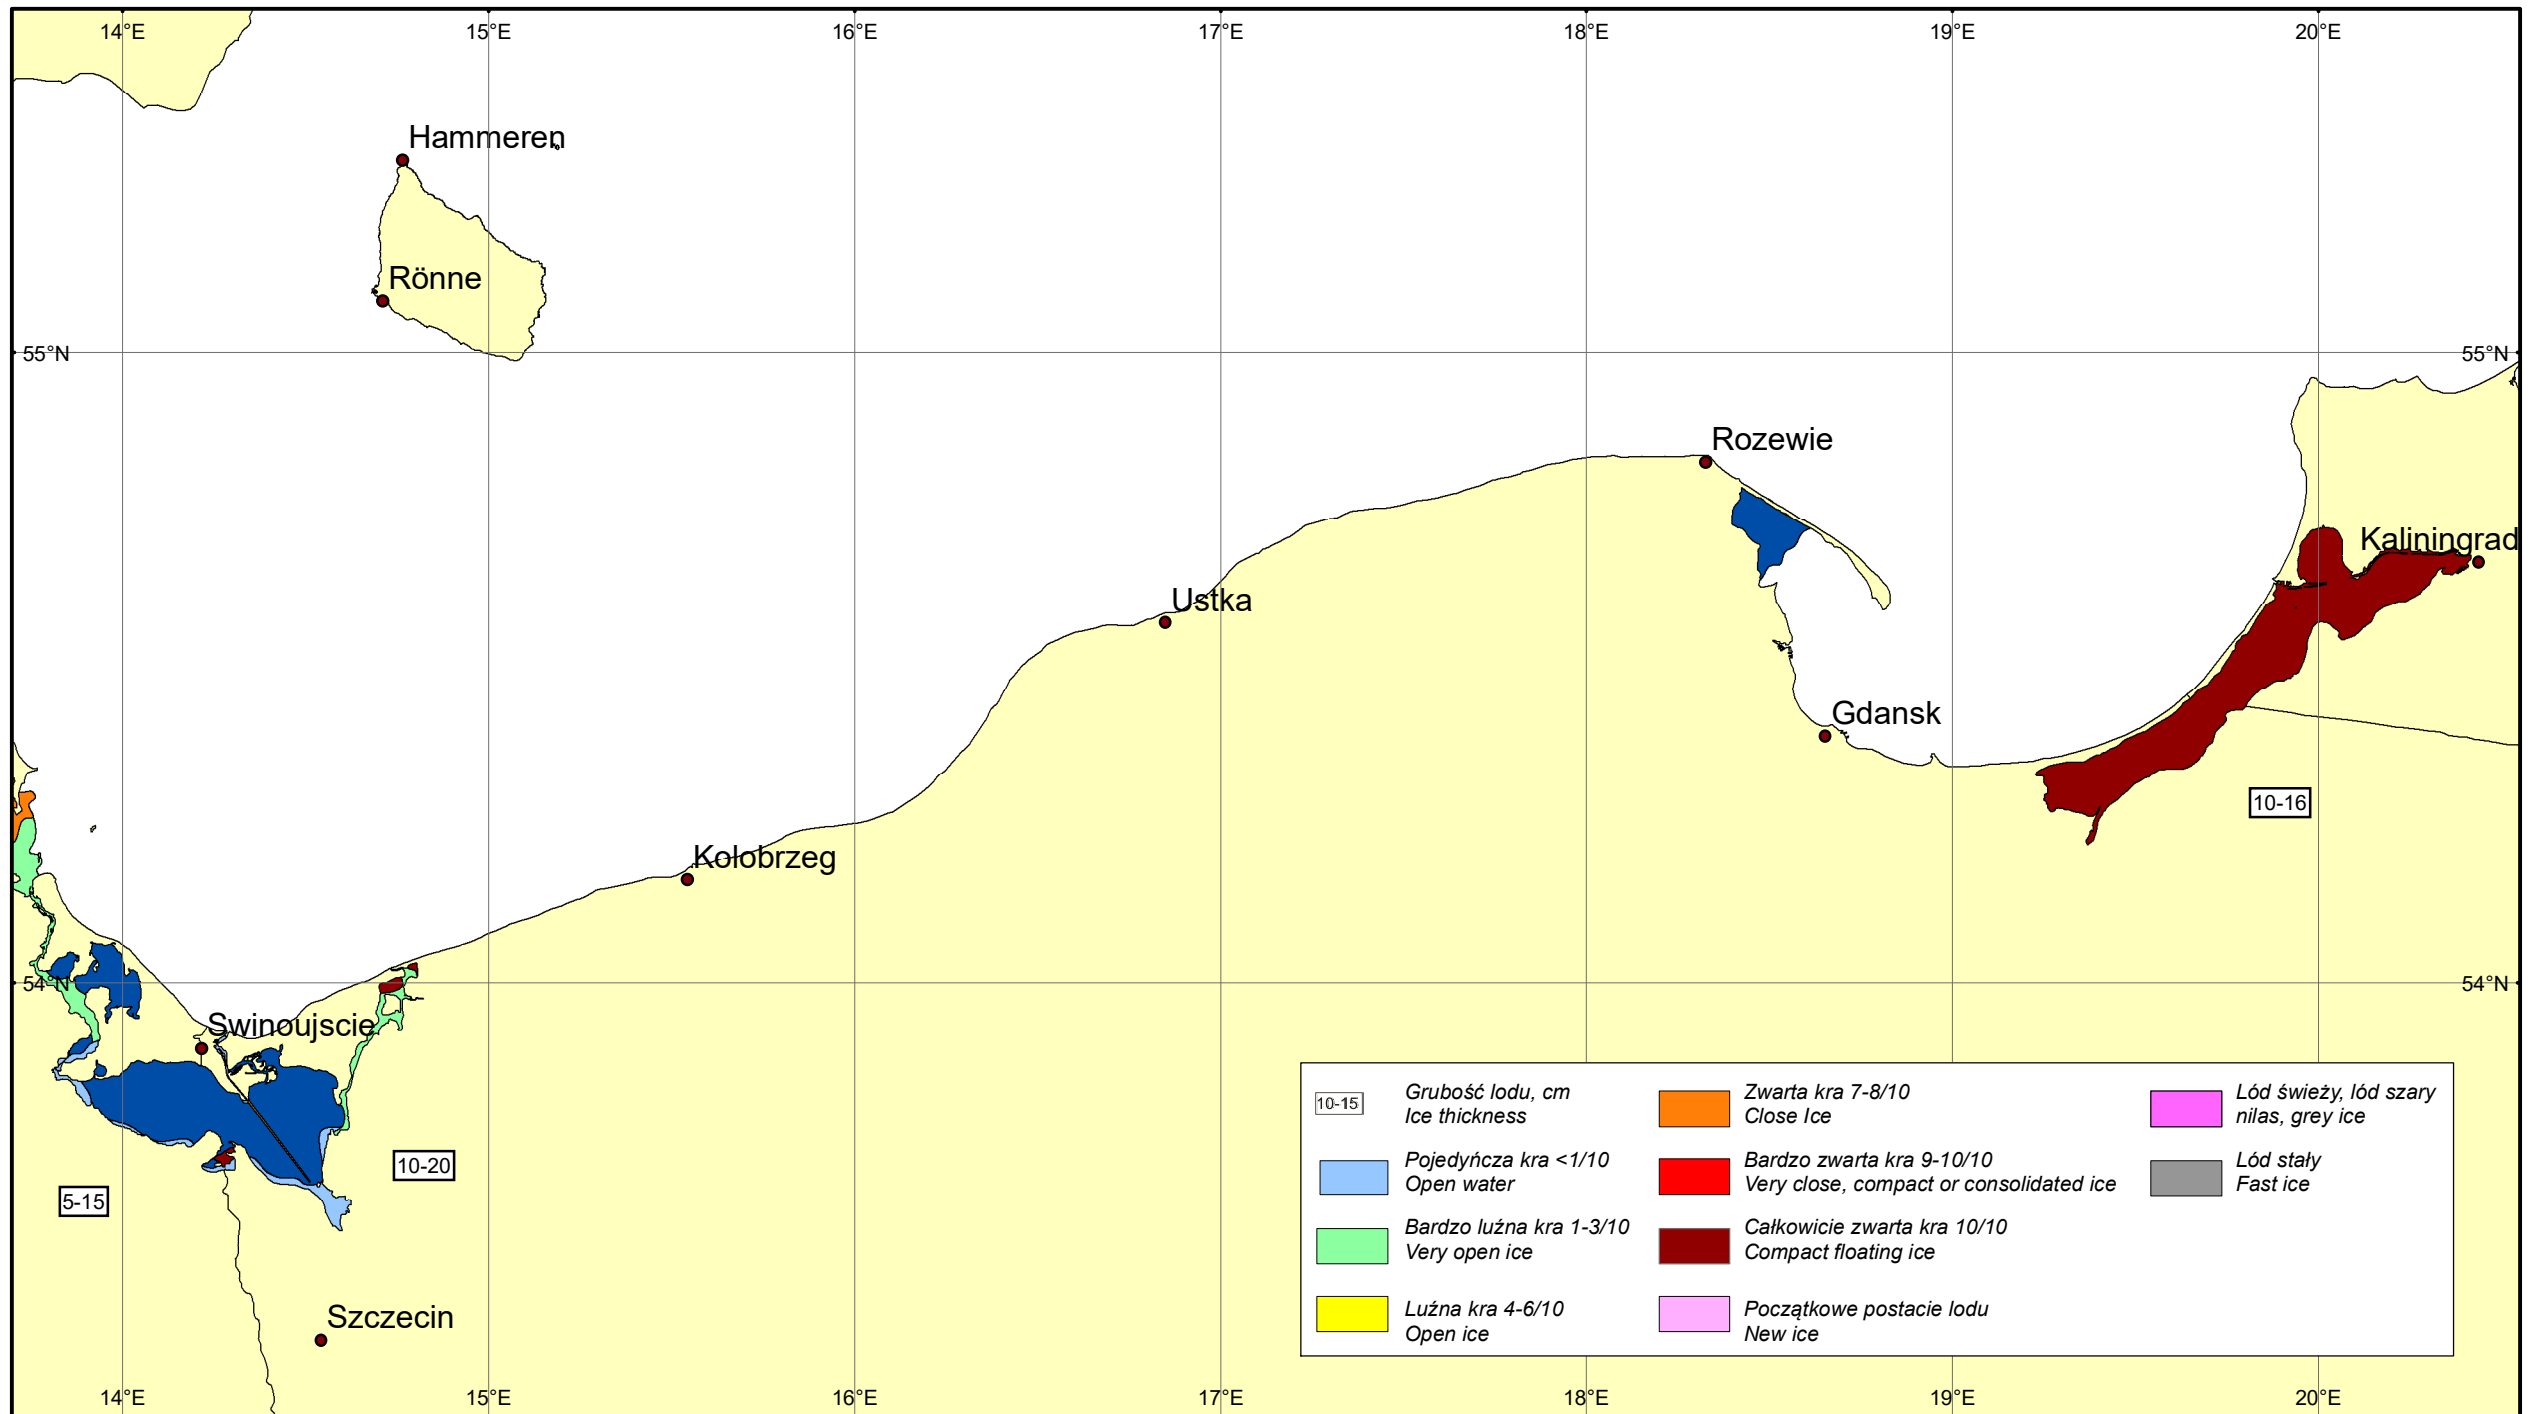 14°E 15°E 16°E 17°E 18°E 19°E 20°E
Hammeren
Rönne
55°N 55°N
Rozewie
Kaliningrad
Ustka
Gdansk
10-16
Kolobrzeg
54°N 54°N
Swinoujscie
10-20
5-15
Szczecin
10-15
Grubość lodu, cm
Ice thickness
Pojedyńcza kra <1/10
Open water
Bardzo luźna kra 1-3/10
Very open ice
Luźna kra 4-6/10
Open ice
Zwarta kra 7-8/10
Close Ice
Bardzo zwarta kra 9-10/10
Very close, compact or consolidated ice
Całkowicie zwarta kra 10/10
Compact floating ice
Początkowe postacie lodu
New ice
Lód świeży, lód szary
nilas, grey ice
Lód stały
Fast ice
14°E 15°E 16°E 17°E 18°E 19°E 20°E